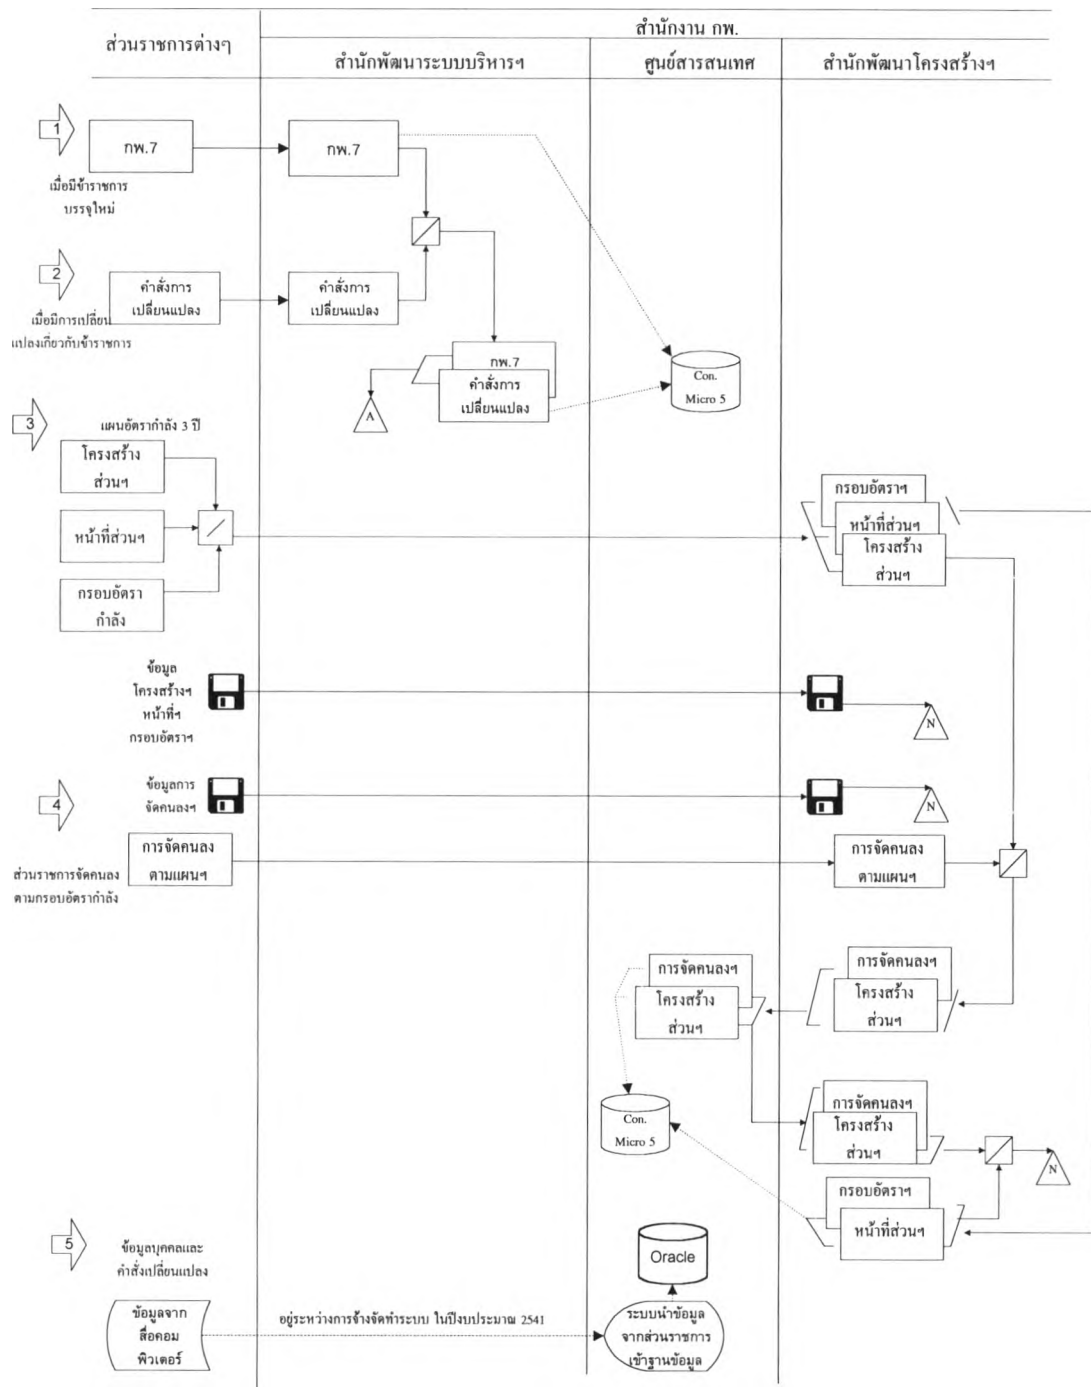 สำนักงาน กพ.
ส่วนราชการต่างๆ
สำนักพัฒนาระบบบริหารฯ
ศูนย์สารสนเทศ
สำนักพัฒนาโครงสร้างฯ
1
กพ.7
กพ.7
เมื่อมีข้าราชการ
บรรจุใหม่
2
คำสั่งการ
เปลี่ยนแปลง
คำสั่งการ
เปลี่ยนแปลง
เมื่อมีการเปลี่ยน
แปลงเกี่ยวกับข้าราชการ
กพ.7
คำสั่งการ
เปลี่ยนแปลง
A
Con.
Micro 5
3
แผนอัตรากำลัง 3 ปี
โครงสร้าง
ส่วนฯ
หน้าที่ส่วนฯ
กรอบอัตรา
กำลัง
กรอบอัตราฯ
หน้าที่ส่วนฯ
โครงสร้าง
ส่วนฯ
ข้อมูล
โครงสร้างฯ
หน้าที่ฯ
กรอบอัตราฯ
N
4
ข้อมูลการ
จัดคนลงฯ
N
การจัดคนลง
ตามแผนฯ
การจัดคนลง
ตามแผนฯ
ส่วนราชการจัดคนลง
ตามกรอบอัตรากำลัง
การจัดคนลงฯ
โครงสร้าง
ส่วนฯ
การจัดคนลงฯ
โครงสร้าง
ส่วนฯ
Con.
Micro 5
การจัดคนลงฯ
โครงสร้าง
ส่วนฯ
N
กรอบอัตราฯ
หน้าที่ส่วนฯ
5
ข้อมูลบุคคลและ
คำสั่งเปลี่ยนแปลง
Oracle
ข้อมูลจาก
สื่อคอม
พิวเตอร์
อยู่ระหว่างการจ้างจัดทำระบบ ในปีงบประมาณ 2541
ระบบนำข้อมูล
จากส่วนราชการ
เข้าฐานข้อมูล